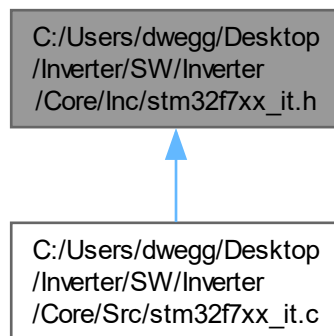 C:/Users/dwegg/Desktop
/Inverter/SW/Inverter
/Core/Inc/stm32f7xx_it.h
C:/Users/dwegg/Desktop
/Inverter/SW/Inverter
/Core/Src/stm32f7xx_it.c